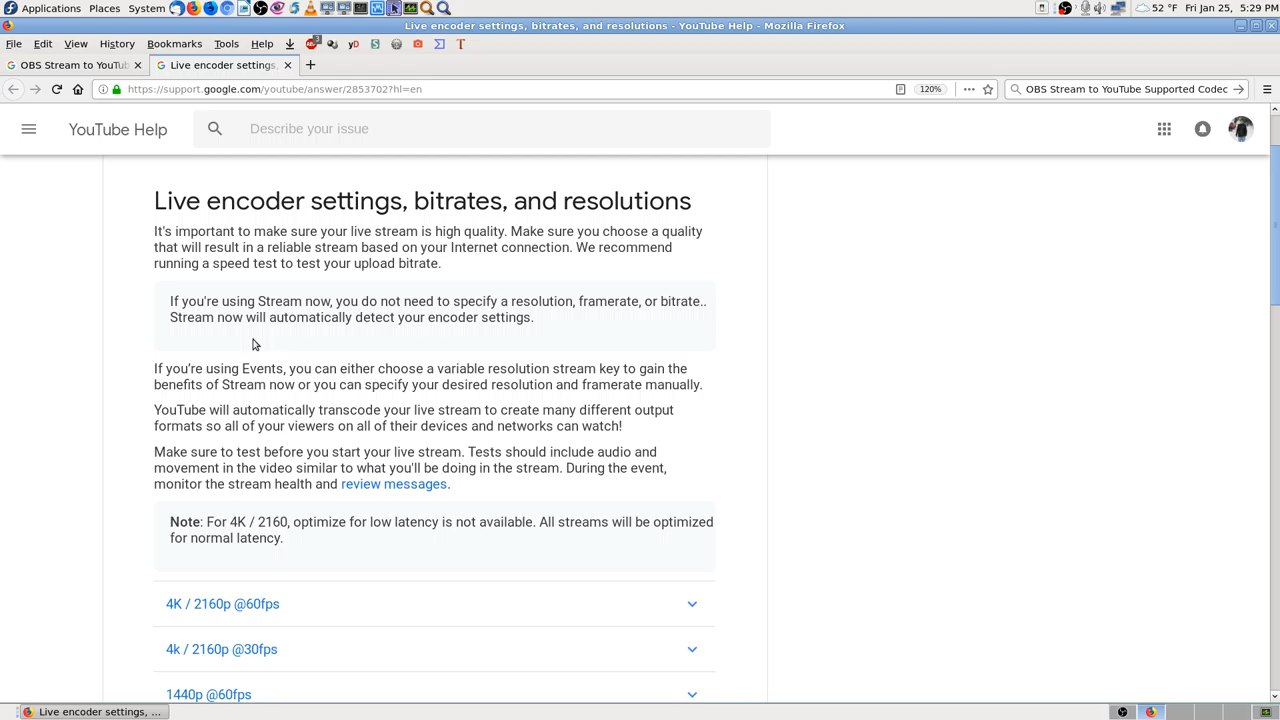 Applications Places System 52 °F Fri Jan 25, 5:29 PM
Live encoder settings, bitrates, and resolutions - YouTube Help - Mozilla Firefox
File Edit View History Bookmarks Tools Help 3 yD S T
OBS Stream to YouTub Live encoder settings,
https://support.google.com/youtube/answer/2853702?hl=en 120% OBS Stream to YouTube Supported Codec
YouTube Help Describe your issue
Live encoder settings, bitrates, and resolutions
It's important to make sure your live stream is high quality. Make sure you choose a quality
that will result in a reliable stream based on your Internet connection. We recommend
running a speed test to test your upload bitrate.
If you're using Stream now, you do not need to specify a resolution, framerate, or bitrate..
Stream now will automatically detect your encoder settings.
If you’re using Events, you can either choose a variable resolution stream key to gain the
benefits of Stream now or you can specify your desired resolution and framerate manually.
YouTube will automatically transcode your live stream to create many different output
formats so all of your viewers on all of their devices and networks can watch!
Make sure to test before you start your live stream. Tests should include audio and
movement in the video similar to what you'll be doing in the stream. During the event,
monitor the stream health and review messages.
Note: For 4K / 2160, optimize for low latency is not available. All streams will be optimized
for normal latency.
4K / 2160p @60fps
4k / 2160p @30fps
1440p @60fps
Live encoder settings, ...